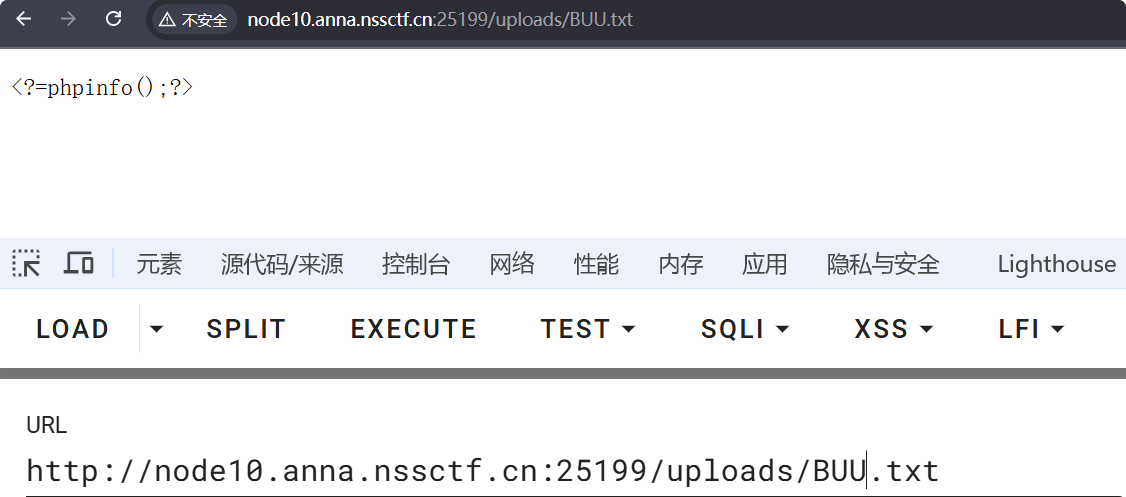 不安全 node10.anna.nssctf.cn:25199/uploads/BUU.txt
<?=phpinfo();?>
元素 源代码/来源 控制台 网络 性能 内存 应用 隐私与安全 Lighthouse
LOAD SPLIT EXECUTE TEST SQLI XSS LFI
URL
http://node10.anna.nssctf.cn:25199/uploads/BUU.txt